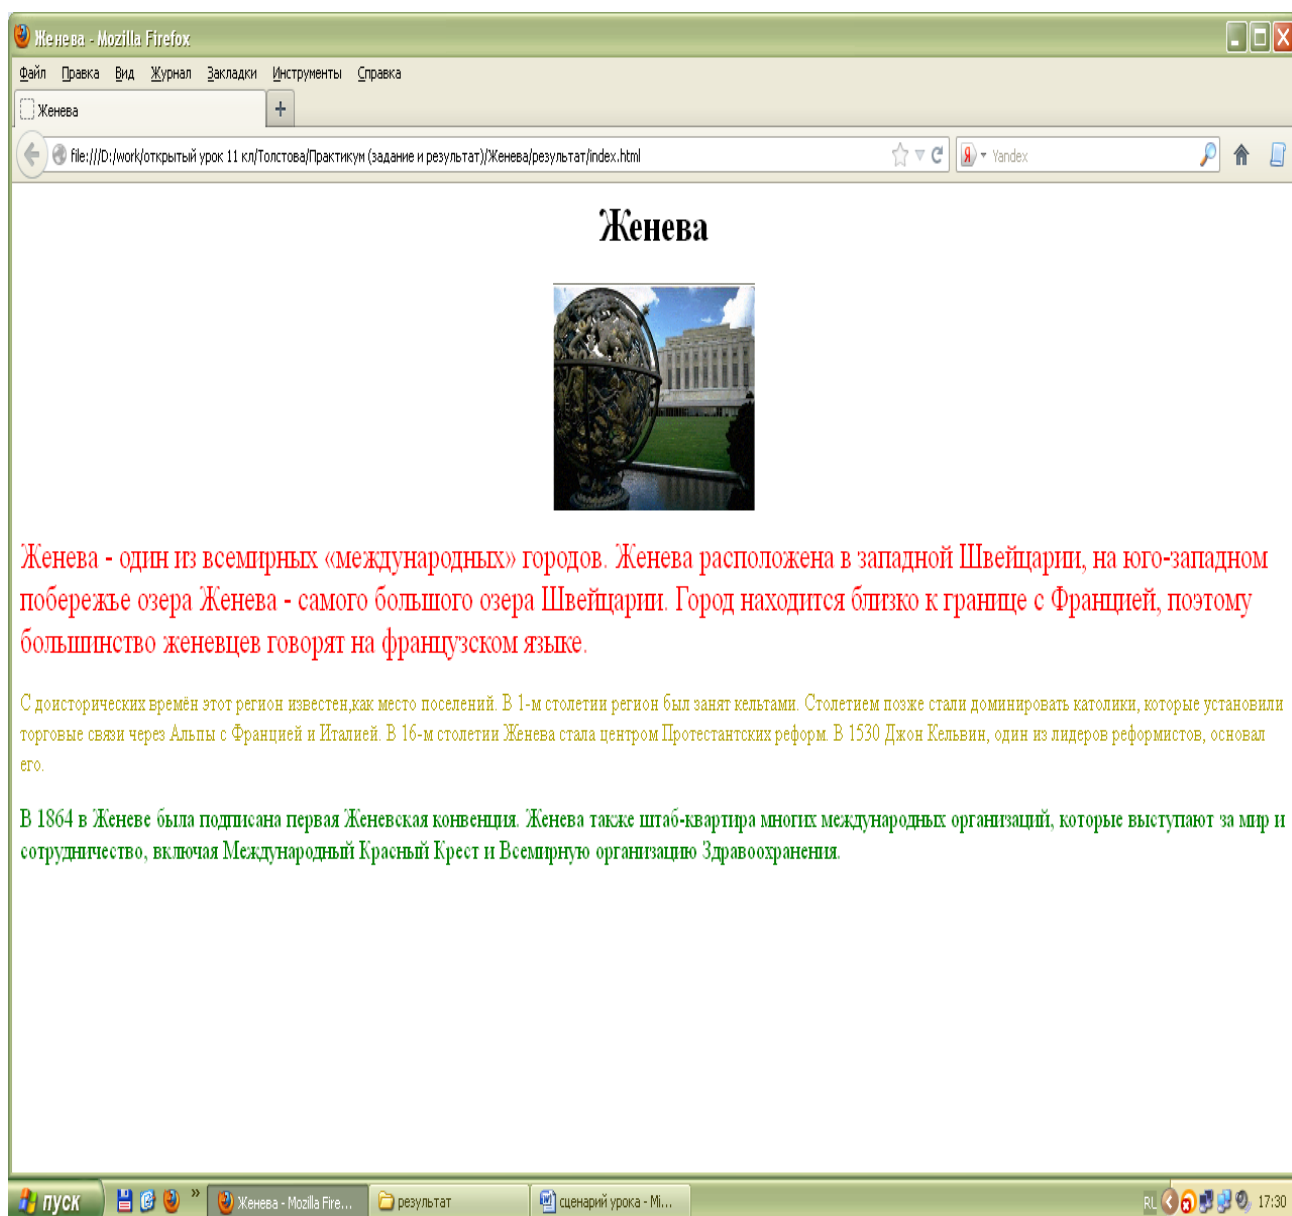 Женева - Mozilla Firefox
Файл Правка Вид Журнал Закладки Инструменты Справка
Женева +
file:///D:/work/открытый урок 11 кл/Толстова/Практикум (задание и результат)/Женева/результат/index.html Я Yandex
Женева
Женева - один из всемирных «международных» городов. Женева расположена в западной Швейцарии, на юго-западном
побережье озера Женева - самого большого озера Швейцарии. Город находится близко к границе с Францией, поэтому
большинство женевцев говорят на французском языке.
С доисторических времён этот регион известен,как место поселений. В 1-м столетии регион был занят кельтами. Столетием позже стали доминировать католики, которые установили
торговые связи через Альпы с Францией и Италией. В 16-м столетии Женева стала центром Протестантских реформ. В 1530 Джон Кельвин, один из лидеров реформистов, основал
его.
В 1864 в Женеве была подписана первая Женевская конвенция. Женева также штаб-квартира многих международных организаций, которые выступают за мир и
сотрудничество, включая Международный Красный Крест и Всемирную организацию Здравоохранения.
пуск » Женева - Mozilla Fire... результат сценарий урока - Mi... RL 17:30